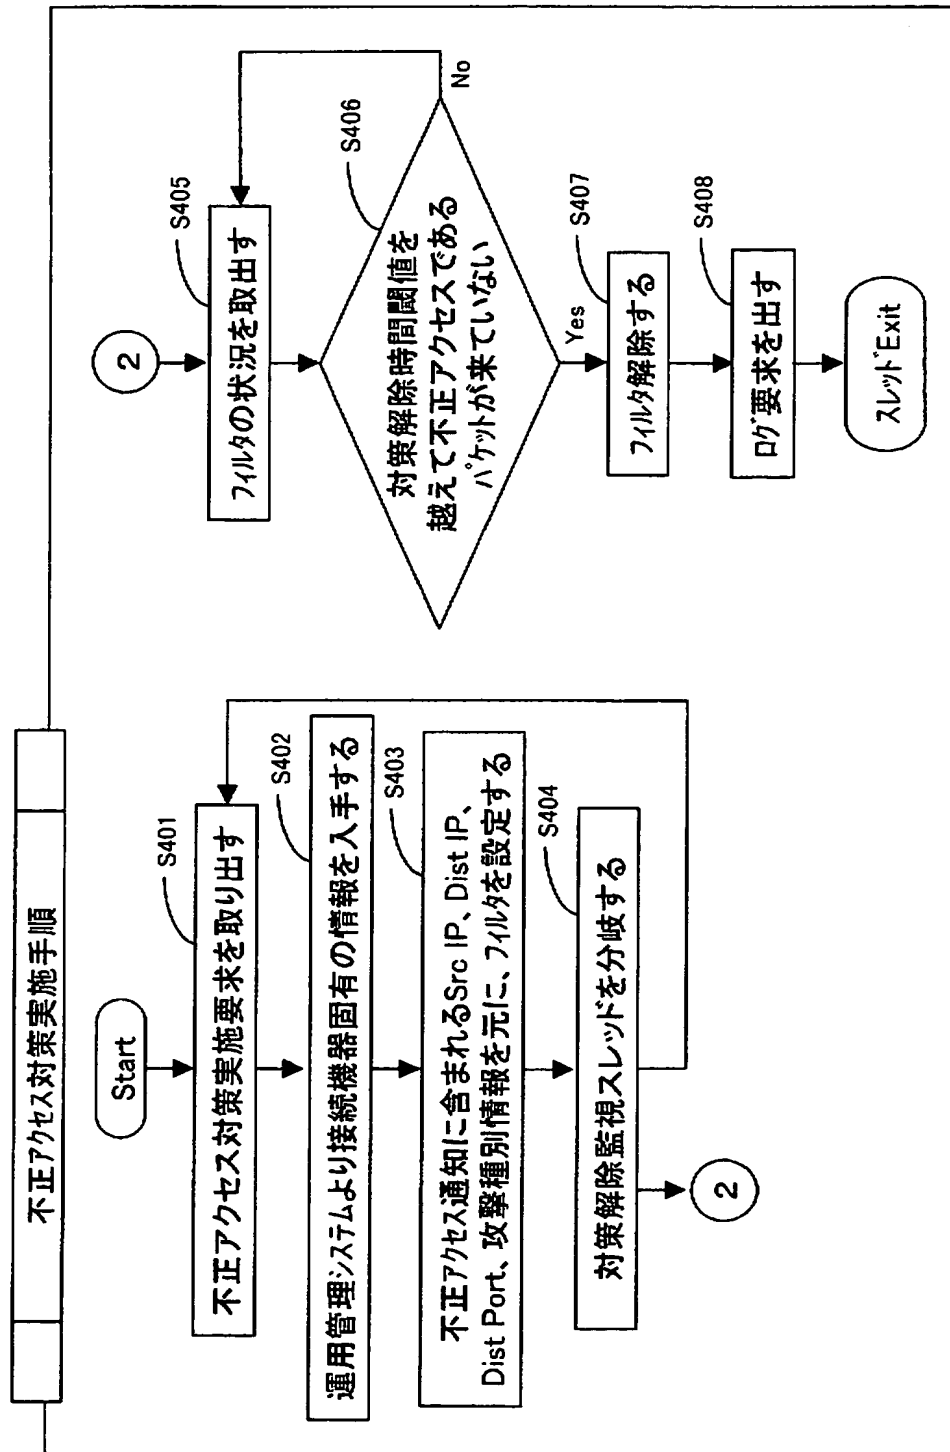 不正アクセス対策実施手順
Start
S401
不正アクセス対策実施要求を取り出す
S402
運用管理システムより接続機器固有の情報を入手する
S403
不正アクセス通知に含まれるSrc IP、Dist IP、
Dist Port、攻撃種別情報を元に、フィルタを設定する
S404
対策解除監視スレッドを分岐する
2
2
S405
フィルタの状況を取出す
S406
対策解除時間閾値を
越えて不正アクセスである
パケットが来ていない
No
Yes
S407
フィルタ解除する
S408
ログ要求を出す
スレッドExit